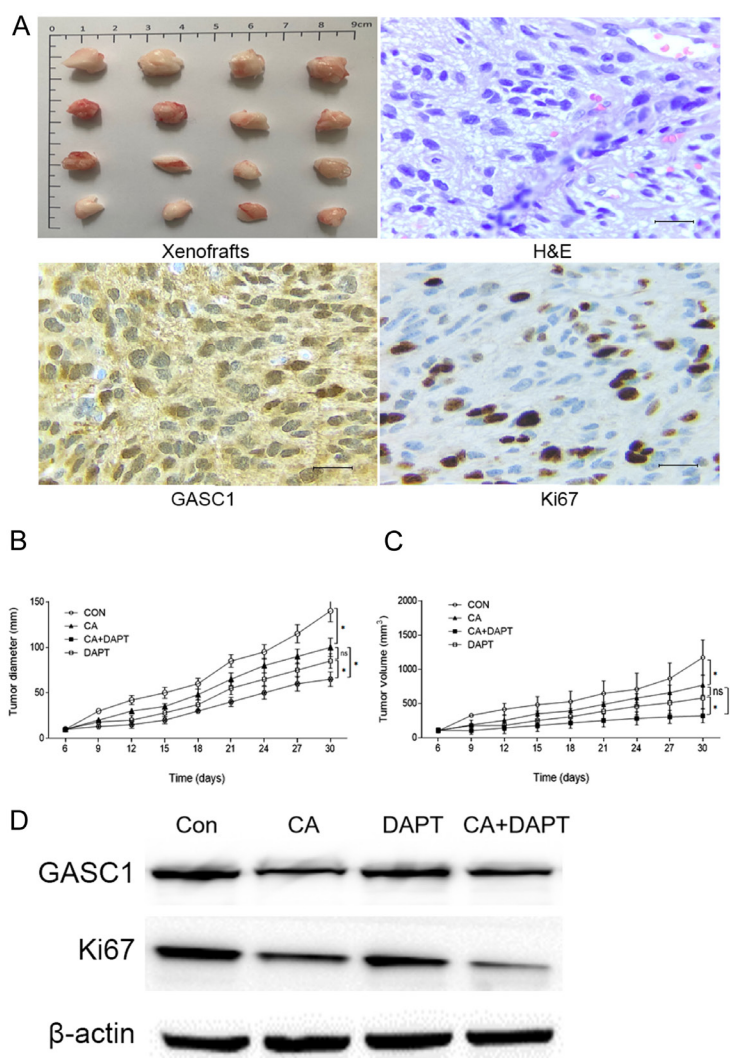 A
0 1 2 3 4 5 6 7 8 9cm
Xenofrafts
H&E
GASC1
Ki67
B
C
Tumor diameter (mm)
150
100
50
0
CON
CA
CA+DAPT
DAPT
*
ns
*
*
6 9 12 15 18 21 24 27 30
Time (days)
Tumor volume (mm3)
2000
1500
1000
500
0
CON
CA
CA+DAPT
DAPT
*
ns
*
6 9 12 15 18 21 24 27 30
Time (days)
D
Con CA DAPT CA+DAPT
GASC1
Ki67
β-actin